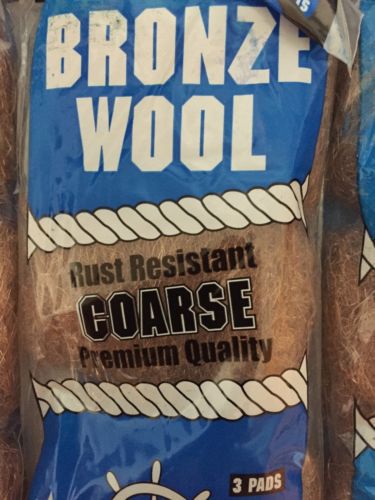 BRONZE
WOOL
Rust Resistant
COARSE
Premium Quality
3 PADS